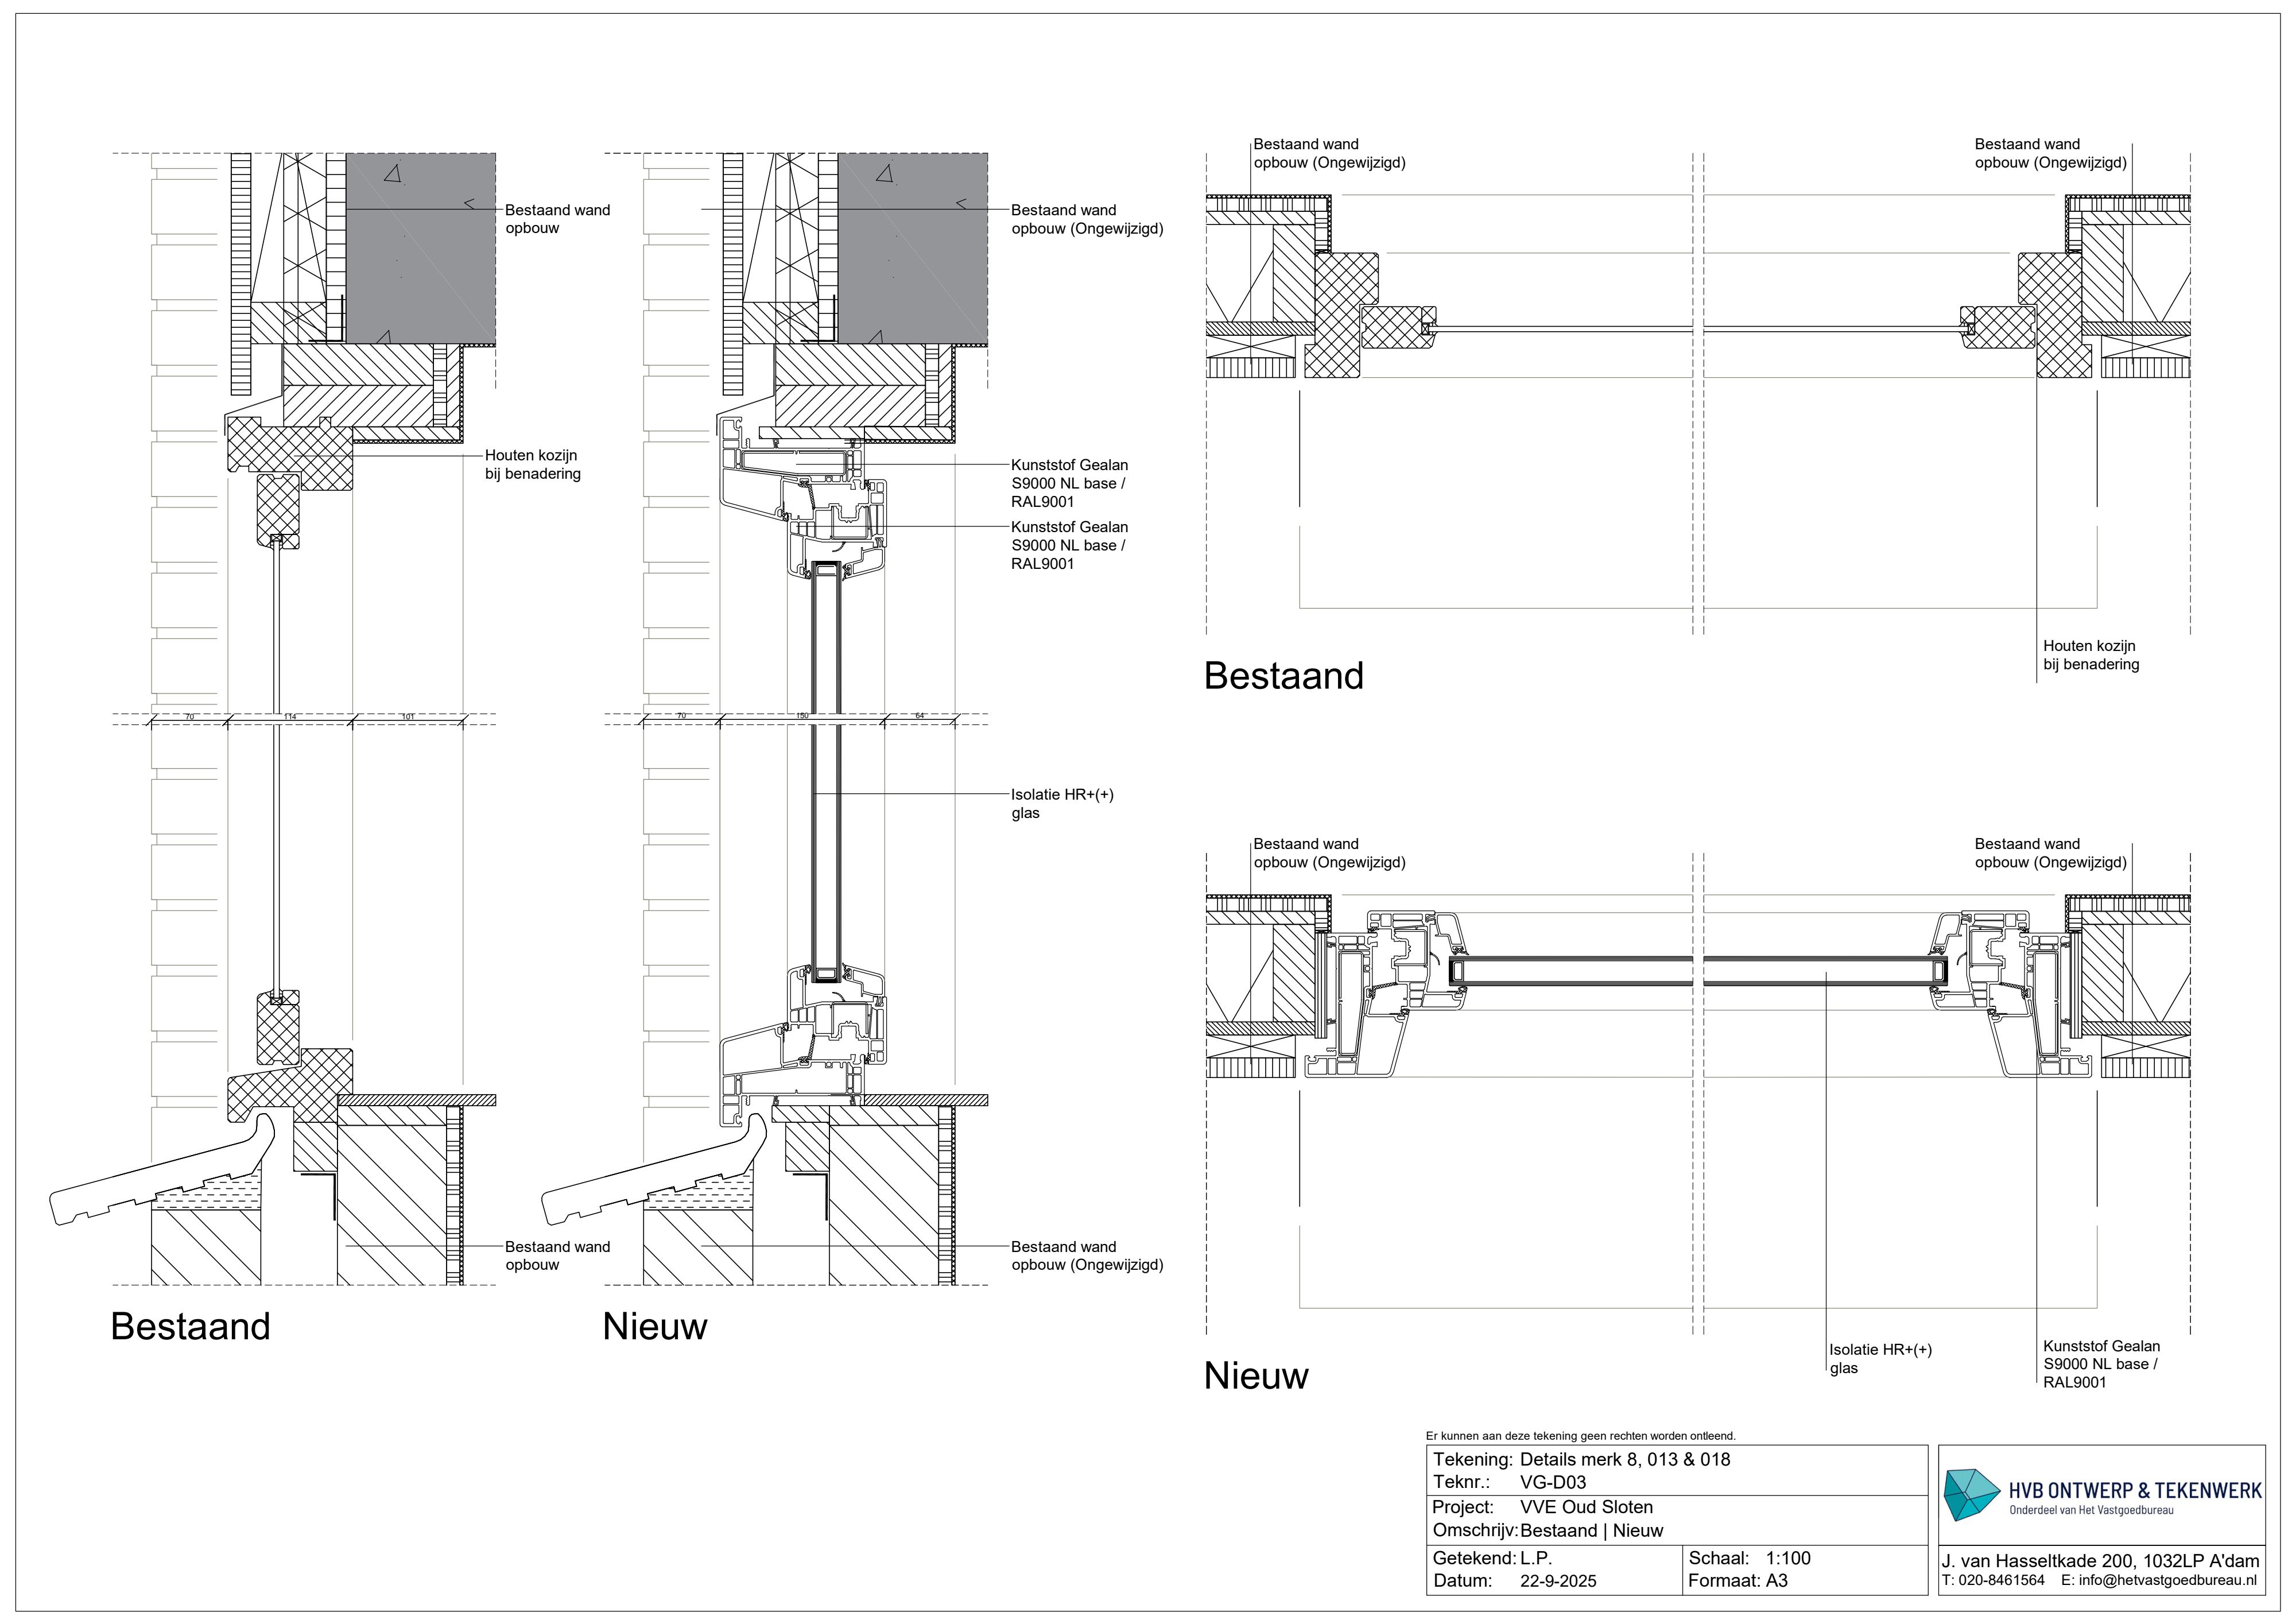 Bestaand wand
opbouw
Houten kozijn
bij benadering
70
114
101
Bestaand wand
opbouw
Bestaand
Bestaand wand
opbouw (Ongewijzigd)
Kunststof Gealan
S9000 NL base /
RAL9001
Kunststof Gealan
S9000 NL base /
RAL9001
70
150
64
Isolatie HR+(+)
glas
Bestaand wand
opbouw (Ongewijzigd)
Nieuw
Bestaand wand
opbouw (Ongewijzigd)
Bestaand wand
opbouw (Ongewijzigd)
Houten kozijn
bij benadering
Bestaand
Bestaand wand
opbouw (Ongewijzigd)
Bestaand wand
opbouw (Ongewijzigd)
Isolatie HR+(+)
glas
Kunststof Gealan
S9000 NL base /
RAL9001
Nieuw
Er kunnen aan deze tekening geen rechten worden ontleend.
Tekening: Details merk 8, 013 & 018
Teknr.: VG-D03
Project: VVE Oud Sloten
Omschrijv: Bestaand | Nieuw
Getekend: L.P.
Datum: 22-9-2025
Schaal: 1:100
Formaat: A3
HVB ONTWERP & TEKENWERK
Onderdeel van Het Vastgoedbureau
J. van Hasseltkade 200, 1032LP A'dam
T: 020-8461564 E: info@hetvastgoedbureau.nl